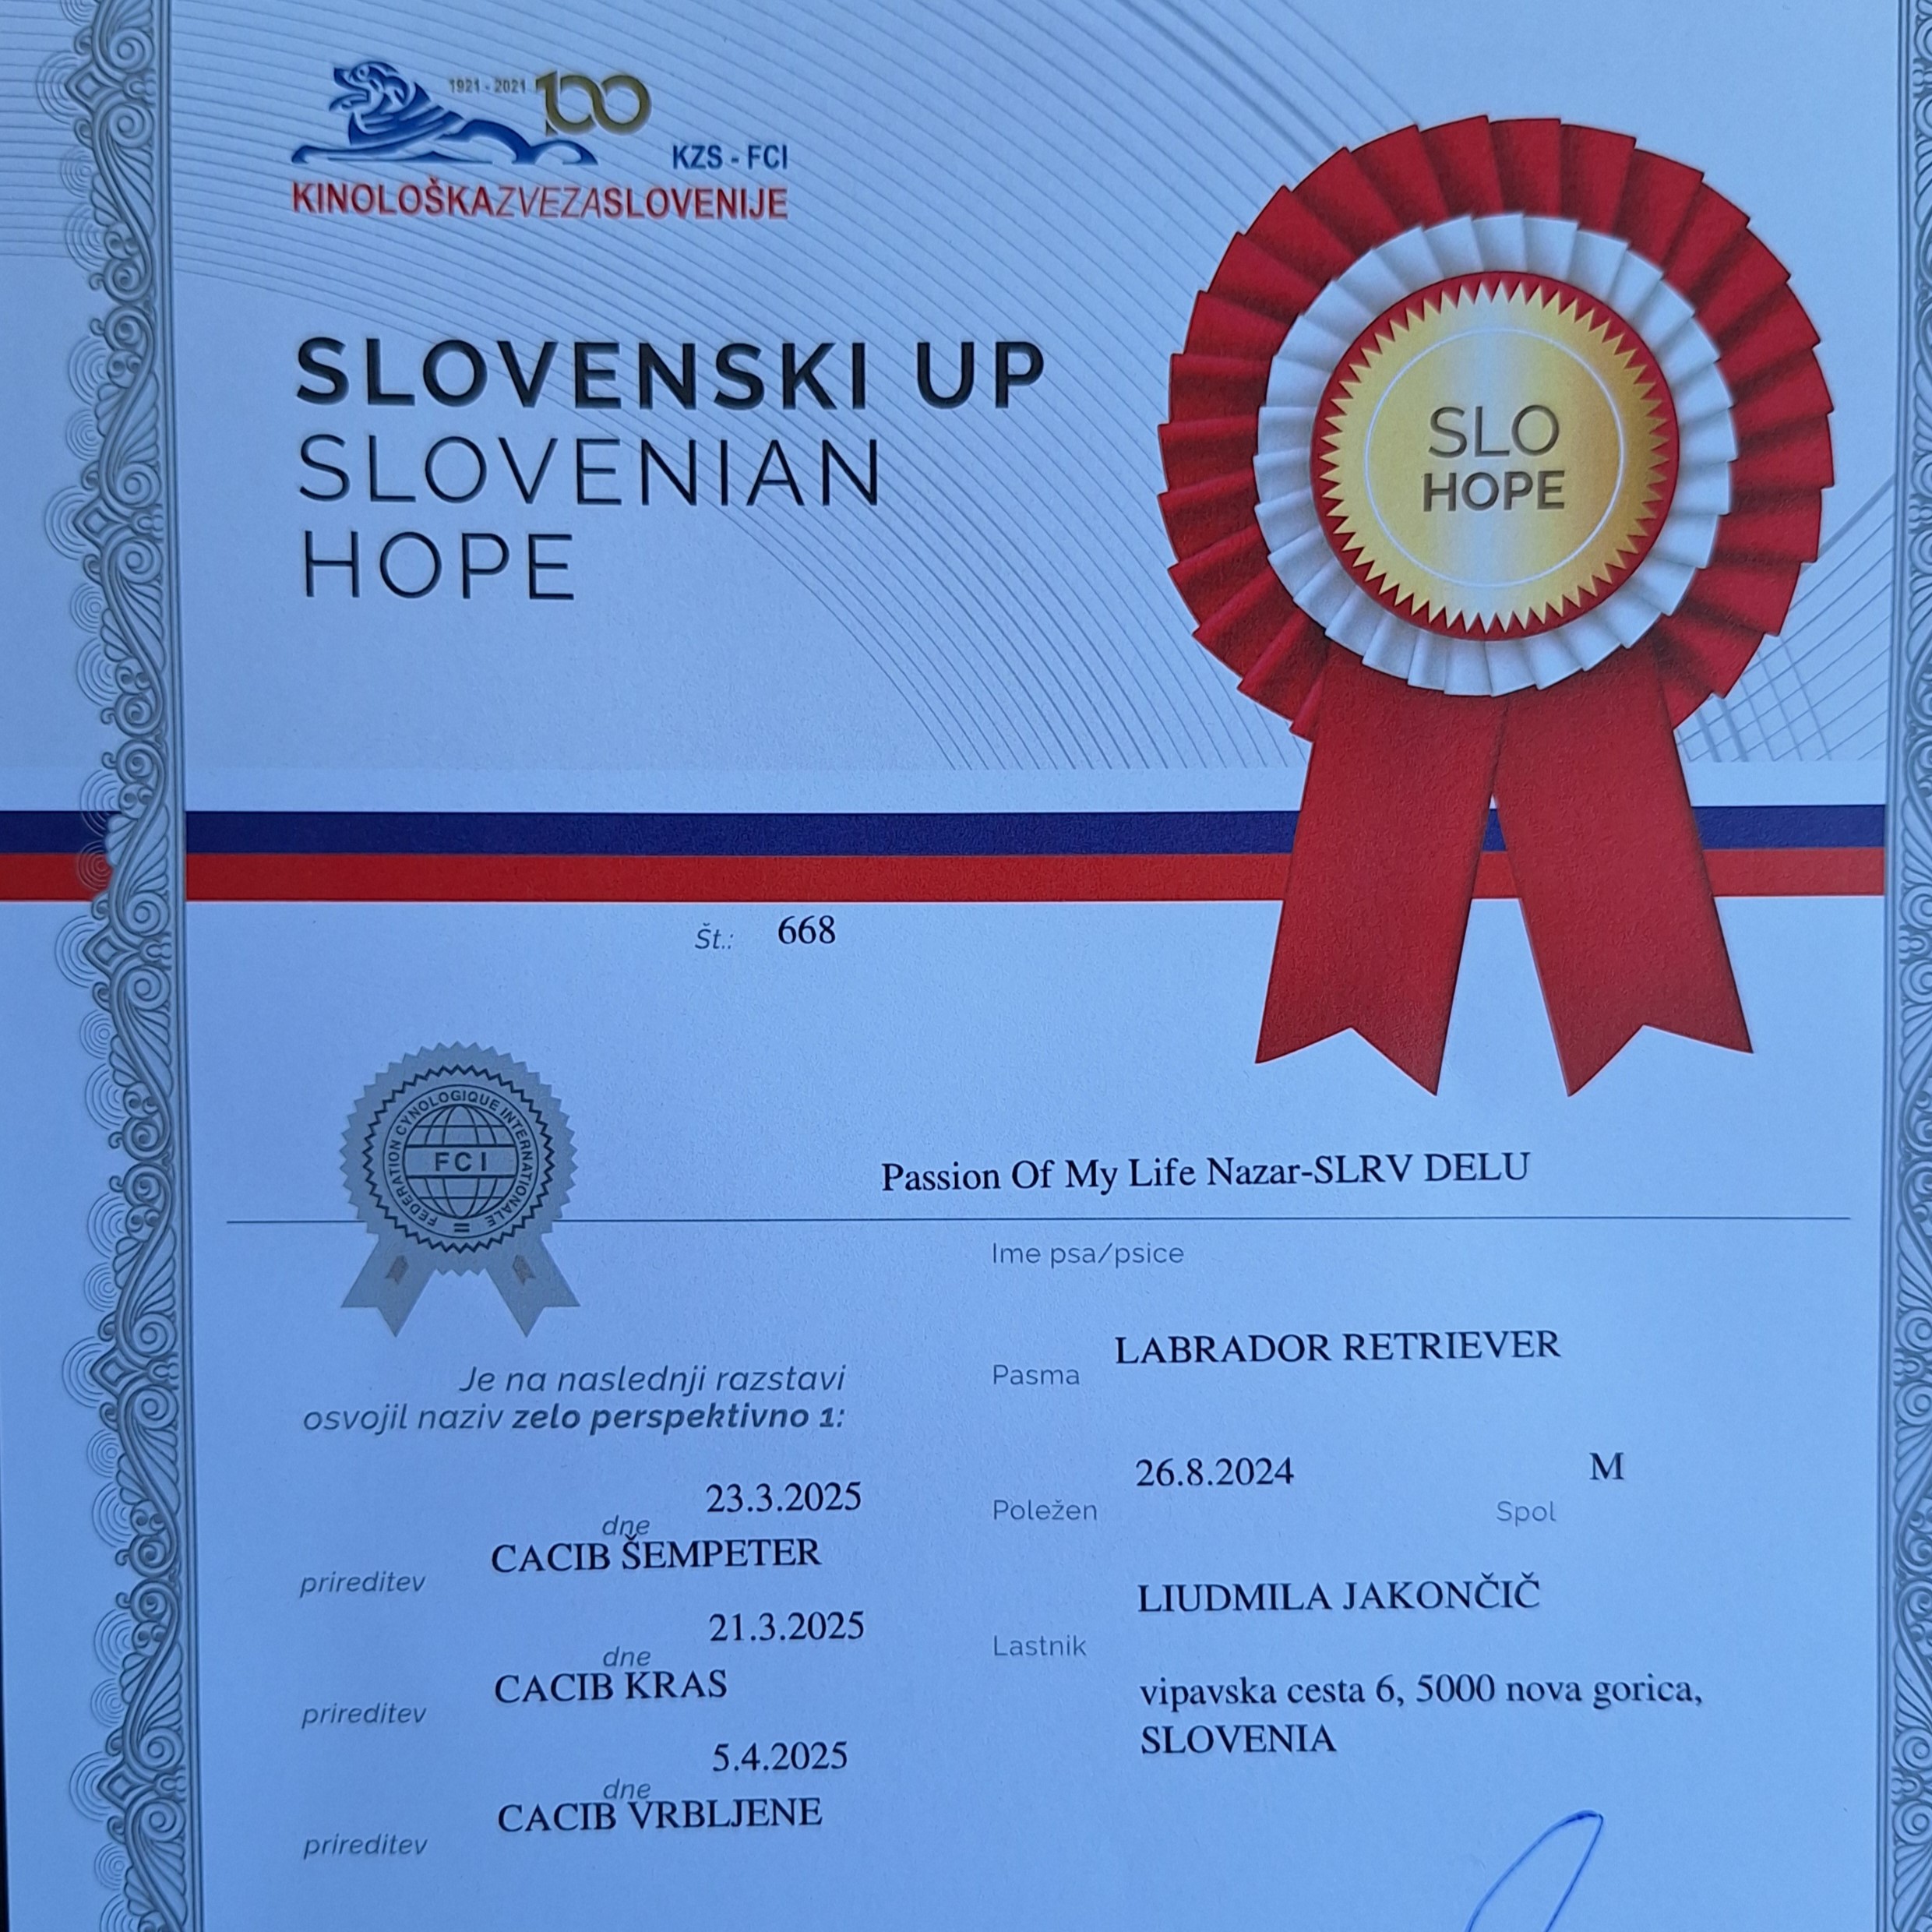 1921 - 2021 100
KZS - FCI
KINOLOŠKAZVEZASLOVENIJE
SLOVENSKI UP
SLOVENIAN
HOPE
SLO
HOPE
Št.: 668
FEDERATION CYNOLOGIQUE INTERNATIONALE
FCI
Passion Of My Life Nazar-SLRV DELU
Ime psa/psice
Je na naslednji razstavi
osvojil naziv zelo perspektivno 1:
23.3.2025
dne
CACIB ŠEMPETER
prireditev
21.3.2025
dne
CACIB KRAS
prireditev
5.4.2025
dne
CACIB VRBLJENE
prireditev
LABRADOR RETRIEVER
Pasma
26.8.2024
Poležen
M
Spol
LIUDMILA JAKONČIČ
Lastnik
vipavska cesta 6, 5000 nova gorica,
SLOVENIA